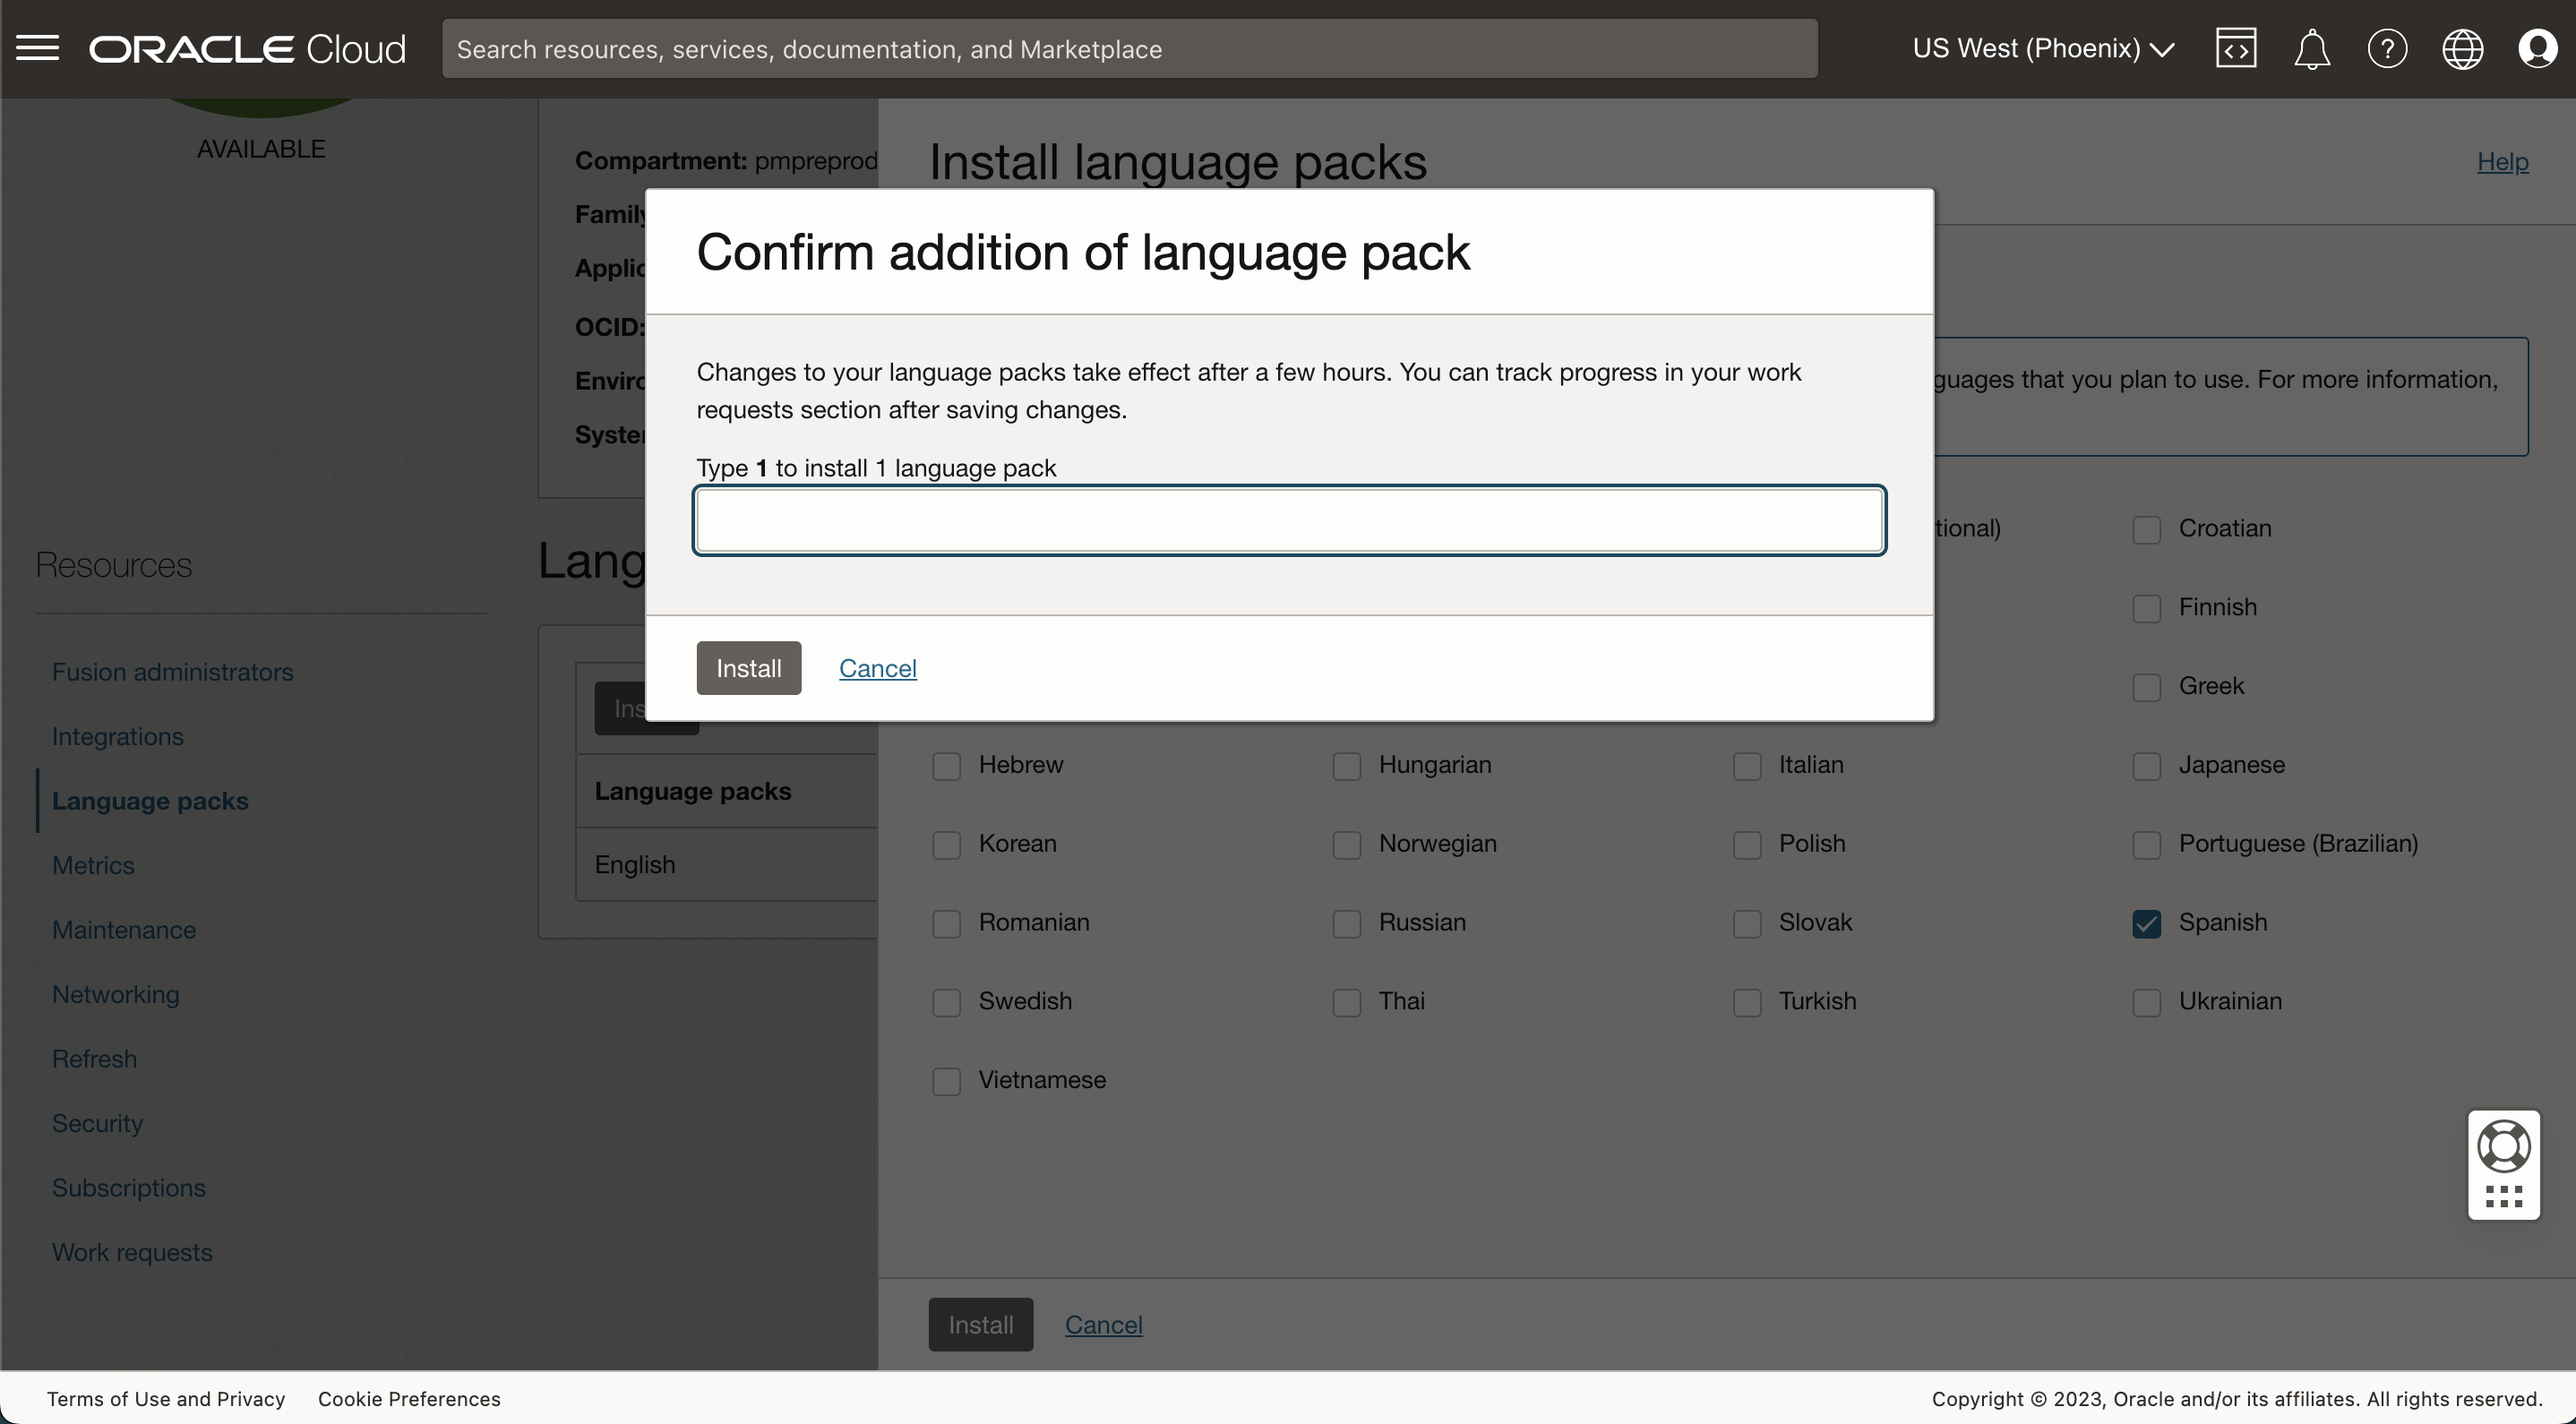 ORACLE Cloud
Search resources, services, documentation, and Marketplace
US West (Phoenix)
AVAILABLE
Resources
Fusion administrators
Integrations
Language packs
Metrics
Maintenance
Networking
Refresh
Security
Subscriptions
Work requests
Compartment: pmpreprod
Family
Applic
OCID:
Enviro
System
Lang
Ins
Language packs
English
Install language packs
Help
guages that you plan to use. For more information,
tional)
Croatian
Finnish
Greek
Hebrew
Hungarian
Italian
Japanese
Korean
Norwegian
Polish
Portuguese (Brazilian)
Romanian
Russian
Slovak
Spanish
Swedish
Thai
Turkish
Ukrainian
Vietnamese
Install
Cancel
Confirm addition of language pack
Changes to your language packs take effect after a few hours. You can track progress in your work
requests section after saving changes.
Type 1 to install 1 language pack
Install
Cancel
Terms of Use and Privacy
Cookie Preferences
Copyright © 2023, Oracle and/or its affiliates. All rights reserved.